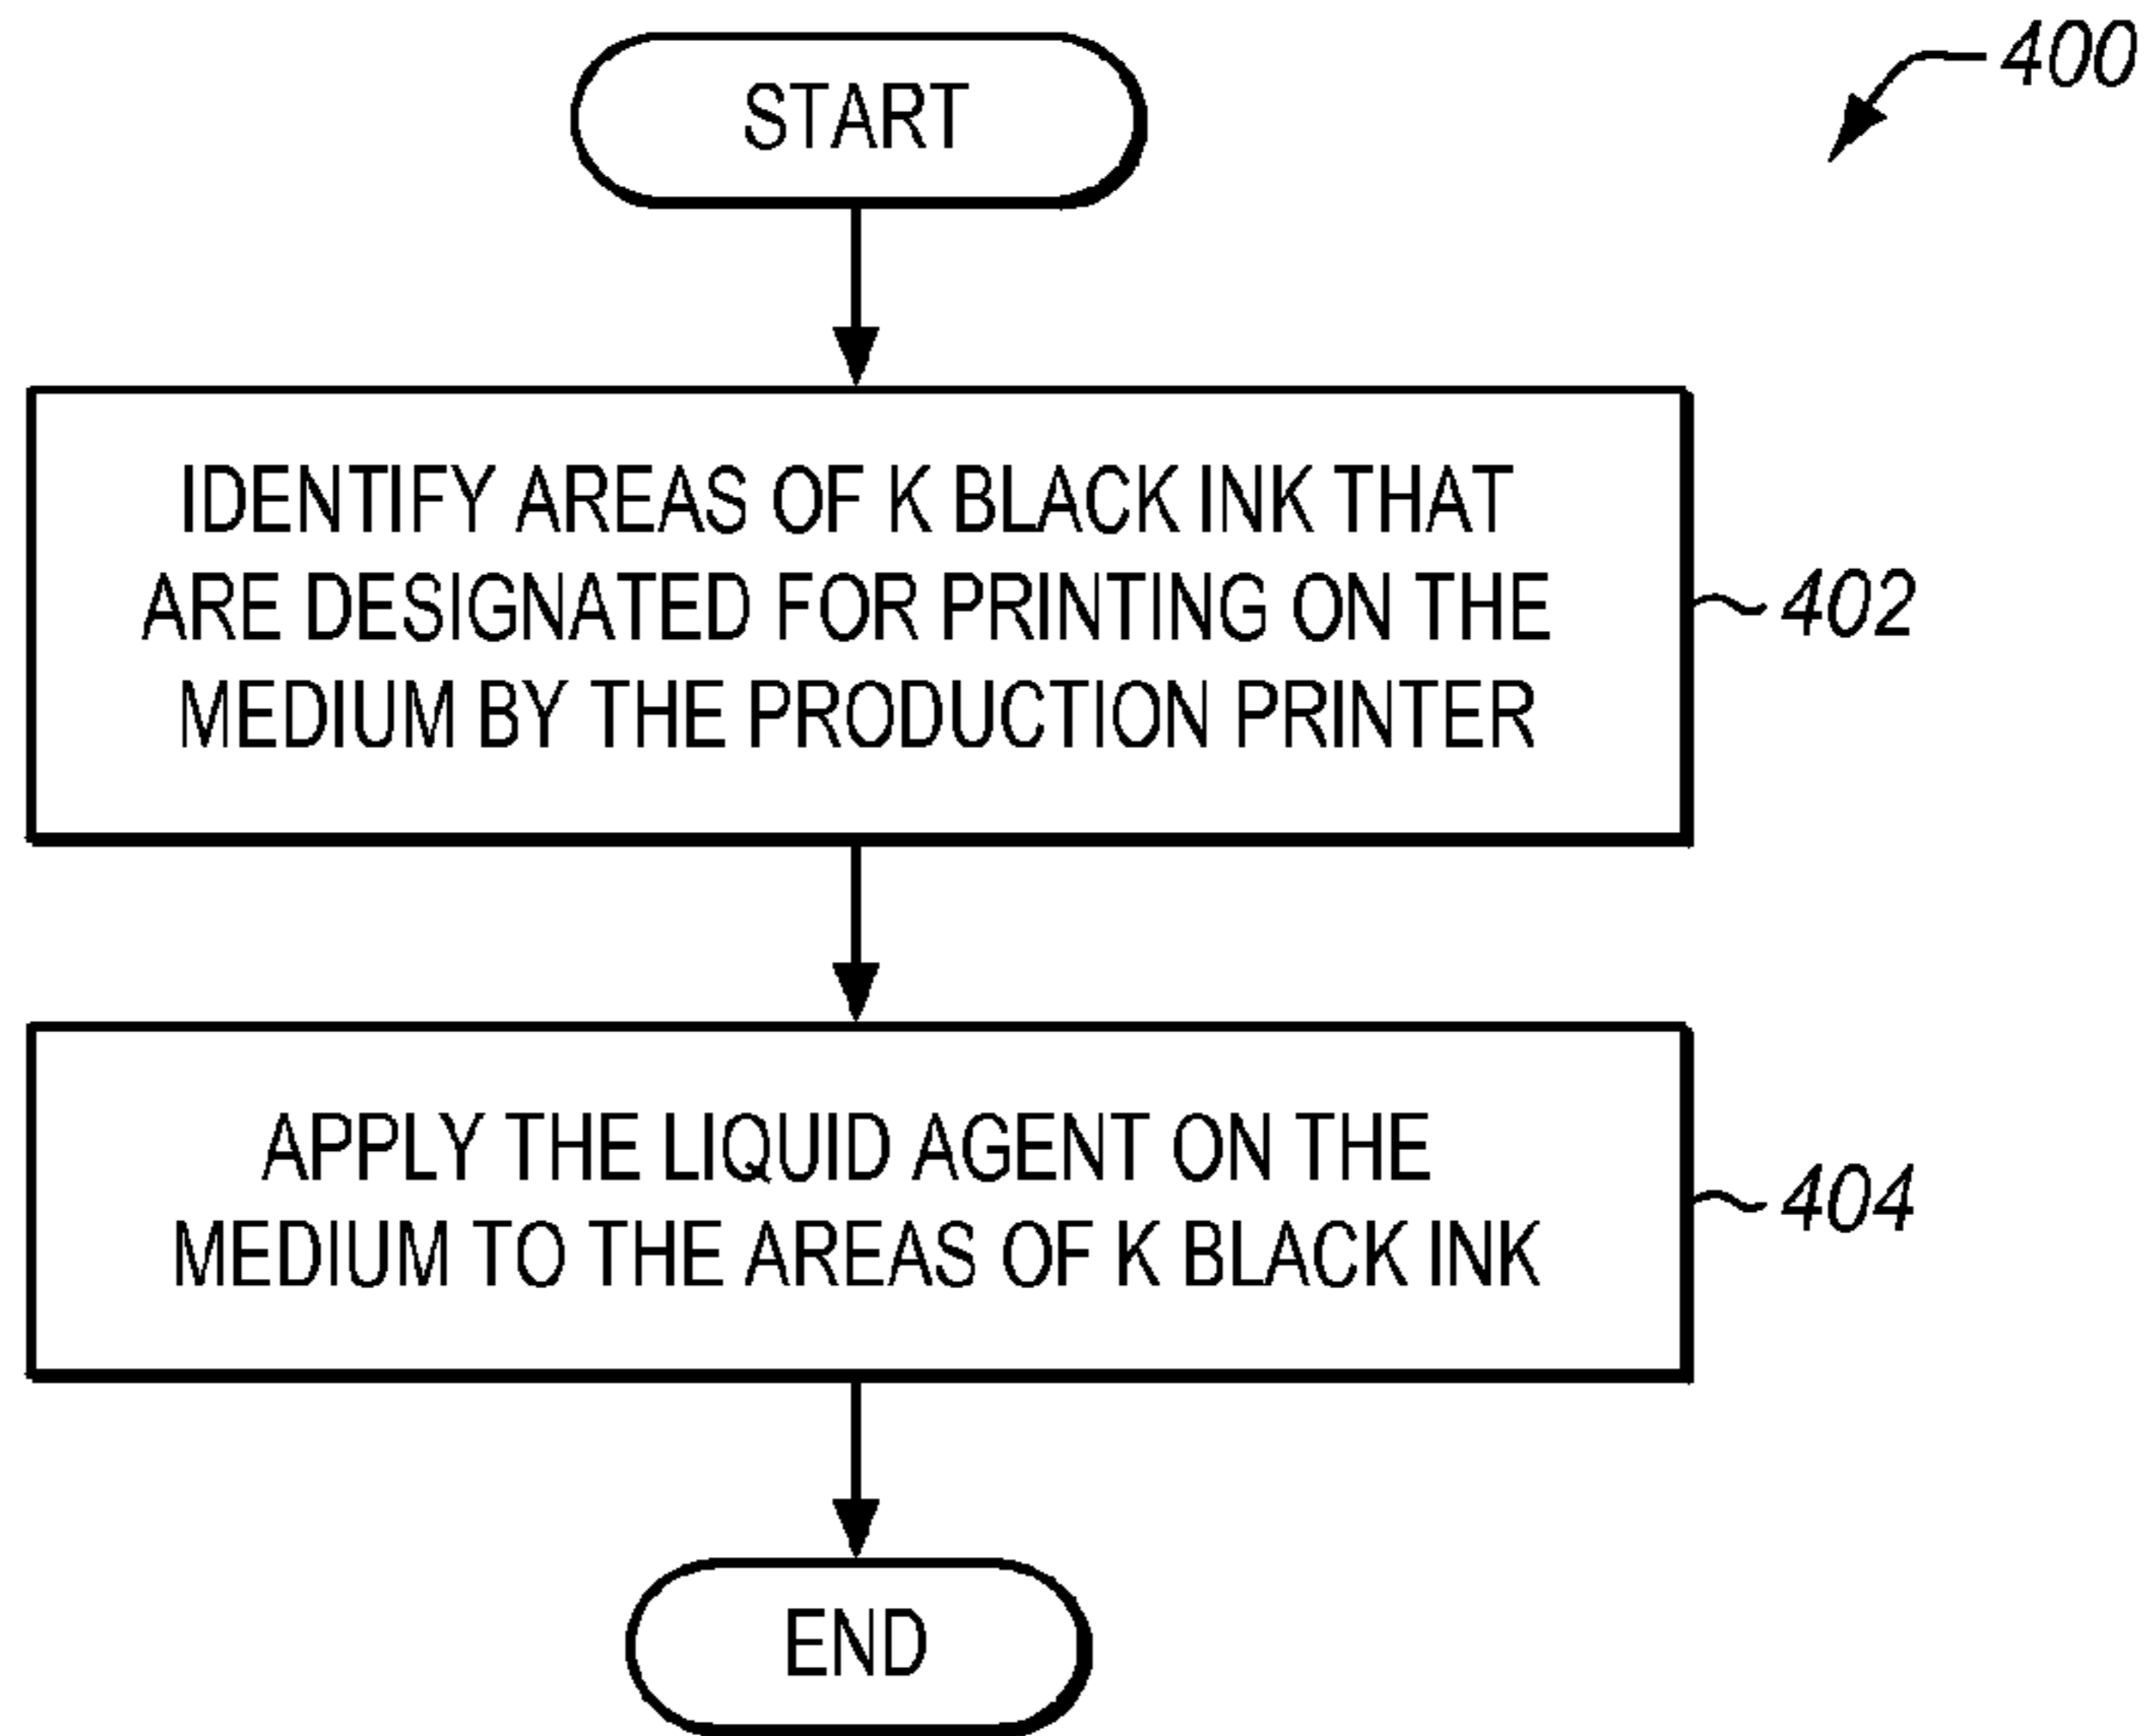 START
400
IDENTIFY AREAS OF K BLACK INK THAT
ARE DESIGNATED FOR PRINTING ON THE
MEDIUM BY THE PRODUCTION PRINTER
402
APPLY THE LIQUID AGENT ON THE
MEDIUM TO THE AREAS OF K BLACK INK
404
END